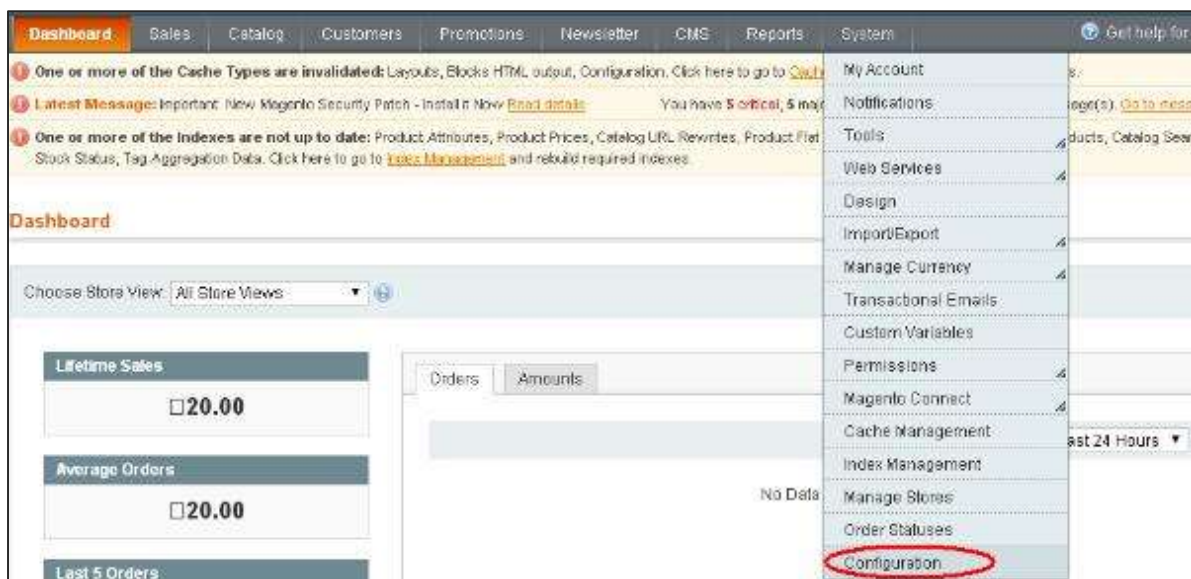 Dashboard Sales Catalog Customers Promotions Newsletter CMS Reports System Get help for
One or more of the Cache Types are invalidated: Layouts, Blocks HTML output, Configuration. Click here to go to Cach s.
Latest Message: Important: New Magento Security Patch - Install it Now Read details You have 5 critical, 5 maj age(s). Go to mess
One or more of the Indexes are not up to date: Product Attributes, Product Prices, Catalog URL Rewrites, Product Flat ducts, Catalog Sear
Stock Status, Tag Aggregation Data. Click here to go to Index Management and rebuild required indexes.
My Account
Notifications
Tools
Web Services
Design
Import/Export
Manage Currency
Transactional Emails
Custom Variables
Permissions
Magento Connect
Cache Management
Index Management
Manage Stores
Order Statuses
Configuration
Dashboard
Choose Store View: All Store Views
Lifetime Sales
20.00
Average Orders
20.00
Last 5 Orders
Orders Amounts
ast 24 Hours
No Data